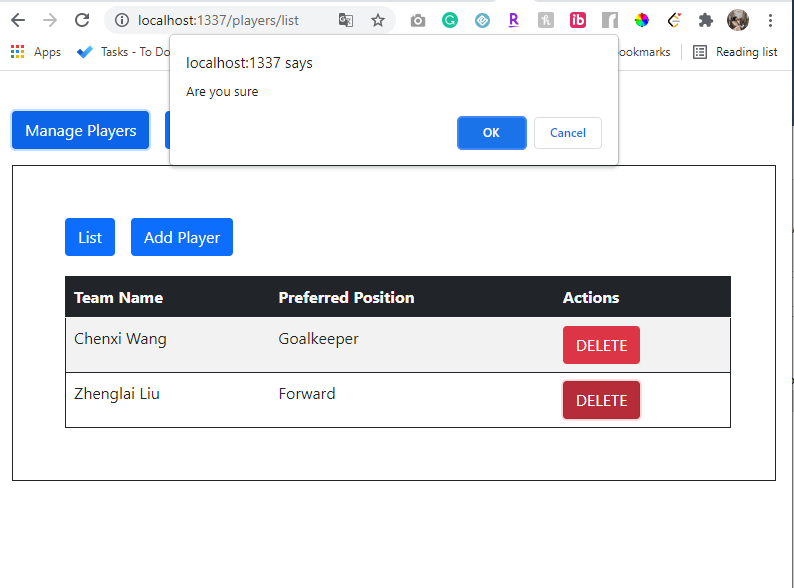 localhost:1337/players/list
Apps
Tasks - To Do
ookmarks
Reading list
localhost:1337 says
Are you sure
OK
Cancel
Manage Players
List
Add Player
Team Name Preferred Position Actions
Chenxi Wang Goalkeeper DELETE
Zhenglai Liu Forward DELETE